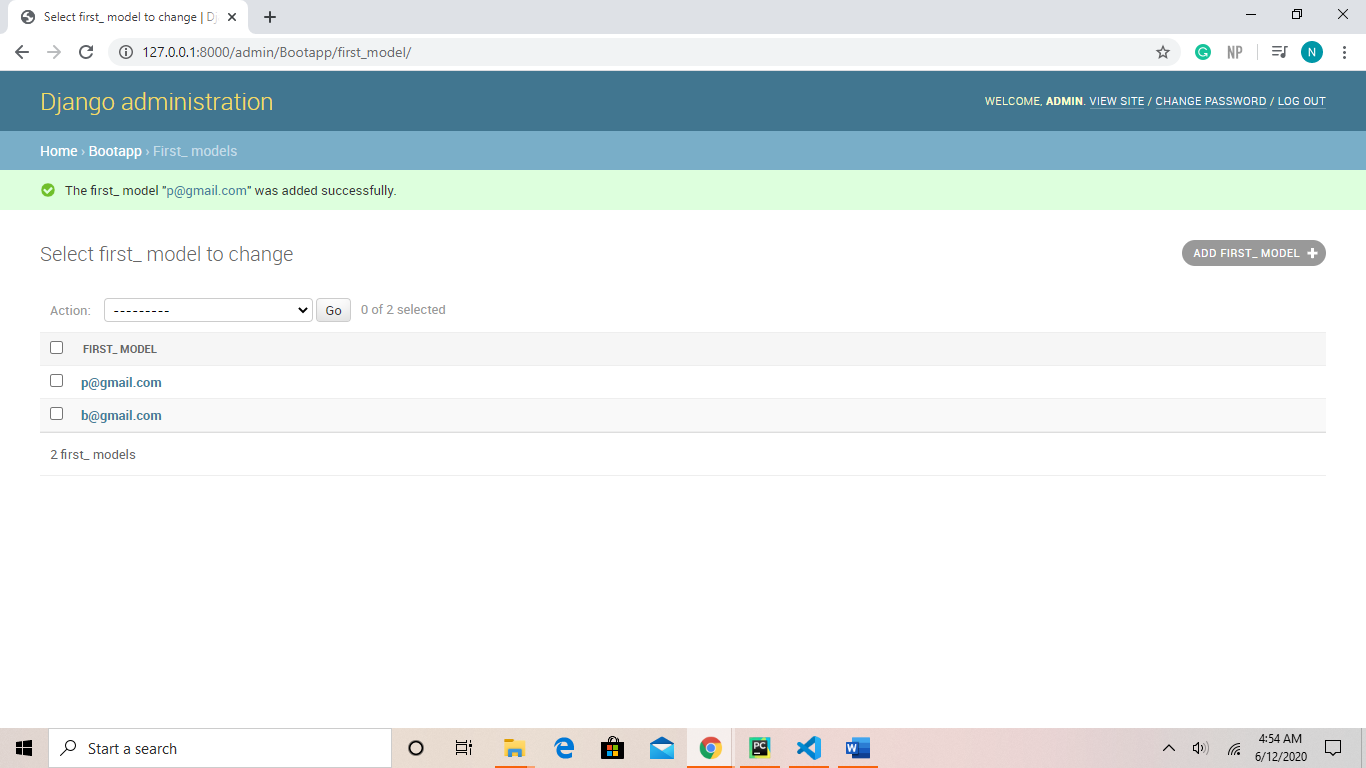 Select first_ model to change | Dj
127.0.0.1:8000/admin/Bootapp/first_model/
NP
N
Django administration
WELCOME, ADMIN. VIEW SITE / CHANGE PASSWORD / LOG OUT
Home › Bootapp › First_ models
The first_ model "p@gmail.com" was added successfully.
Select first_ model to change
ADD FIRST_ MODEL +
Action: --------- Go 0 of 2 selected
FIRST_ MODEL
p@gmail.com
b@gmail.com
2 first_ models
Start a search
PC
W
4:54 AM
6/12/2020